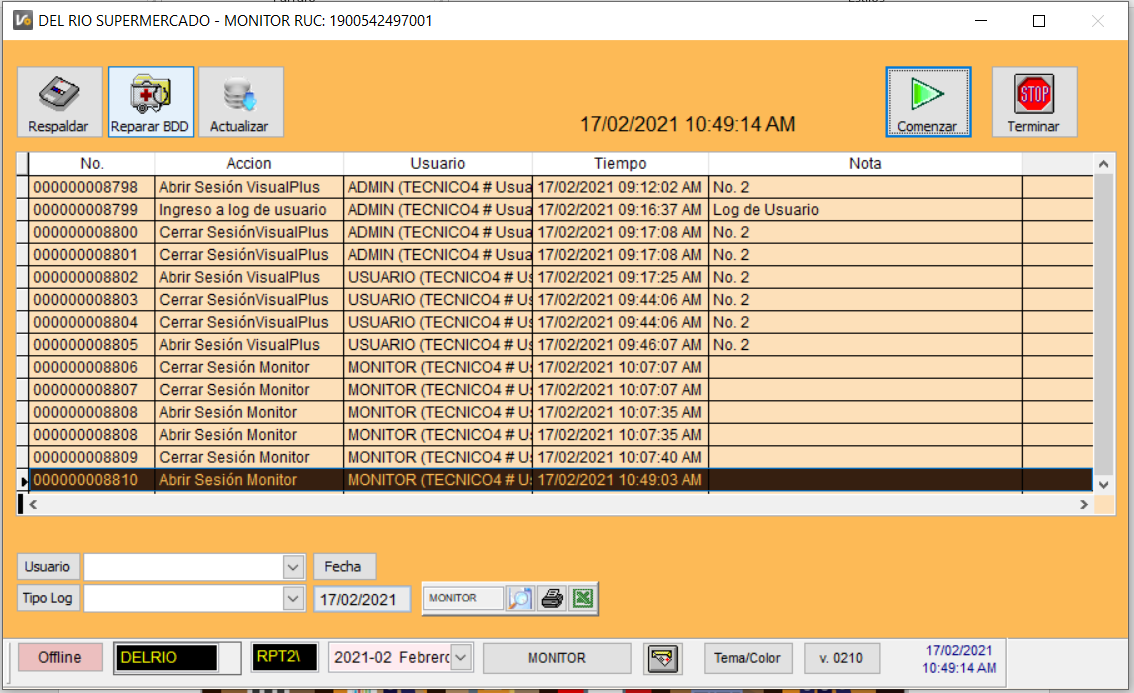 DEL RIO SUPERMERCADO - MONITOR RUC: 1900542497001
Respaldar
Reparar BDD
Actualizar
17/02/2021 10:49:14 AM
Comenzar
STOP
Terminar
No. Accion Usuario Tiempo Nota
000000008798 Abrir Sesión VisualPlus ADMIN (TECNICO4 # Usua 17/02/2021 09:12:02 AM No. 2
000000008799 Ingreso a log de usuario ADMIN (TECNICO4 # Usua 17/02/2021 09:16:37 AM Log de Usuario
000000008800 Cerrar SesiónVisualPlus ADMIN (TECNICO4 # Usua 17/02/2021 09:17:08 AM No. 2
000000008801 Cerrar SesiónVisualPlus ADMIN (TECNICO4 # Usua 17/02/2021 09:17:08 AM No. 2
000000008802 Abrir Sesión VisualPlus USUARIO (TECNICO4 # Us 17/02/2021 09:17:25 AM No. 2
000000008803 Cerrar SesiónVisualPlus USUARIO (TECNICO4 # Us 17/02/2021 09:44:06 AM No. 2
000000008804 Cerrar SesiónVisualPlus USUARIO (TECNICO4 # Us 17/02/2021 09:44:06 AM No. 2
000000008805 Abrir Sesión VisualPlus USUARIO (TECNICO4 # Us 17/02/2021 09:46:07 AM No. 2
000000008806 Cerrar Sesión Monitor MONITOR (TECNICO4 # U 17/02/2021 10:07:07 AM
000000008807 Cerrar Sesión Monitor MONITOR (TECNICO4 # U 17/02/2021 10:07:07 AM
000000008808 Abrir Sesión Monitor MONITOR (TECNICO4 # U 17/02/2021 10:07:35 AM
000000008808 Abrir Sesión Monitor MONITOR (TECNICO4 # U 17/02/2021 10:07:35 AM
000000008809 Cerrar Sesión Monitor MONITOR (TECNICO4 # U 17/02/2021 10:07:40 AM
000000008810 Abrir Sesión Monitor MONITOR (TECNICO4 # U 17/02/2021 10:49:03 AM
Usuario
Fecha
Tipo Log
17/02/2021
MONITOR
Offline
DELRIO
RPT2\
2021-02 Febrerc
MONITOR
Tema/Color
v. 0210
17/02/2021
10:49:14 AM